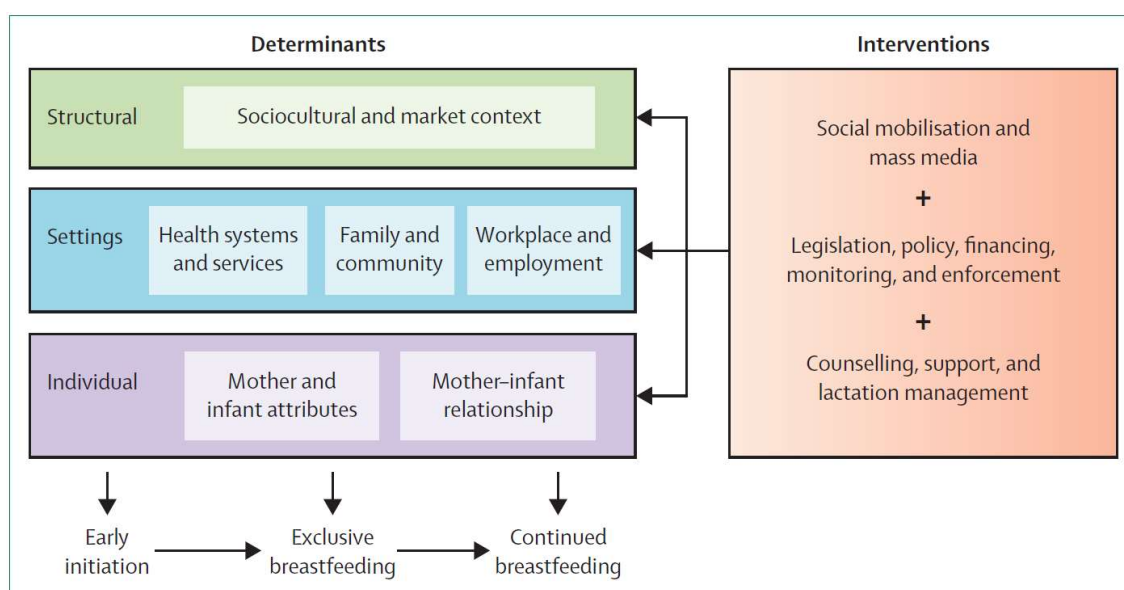 Determinants
Interventions
Structural
Sociocultural and market context
Settings
Health systems
and services
Family and
community
Workplace and
employment
Individual
Mother and
infant attributes
Mother–infant
relationship
Social mobilisation and
mass media
+
Legislation, policy, financing,
monitoring, and enforcement
+
Counselling, support, and
lactation management
Early
initiation
Exclusive
breastfeeding
Continued
breastfeeding